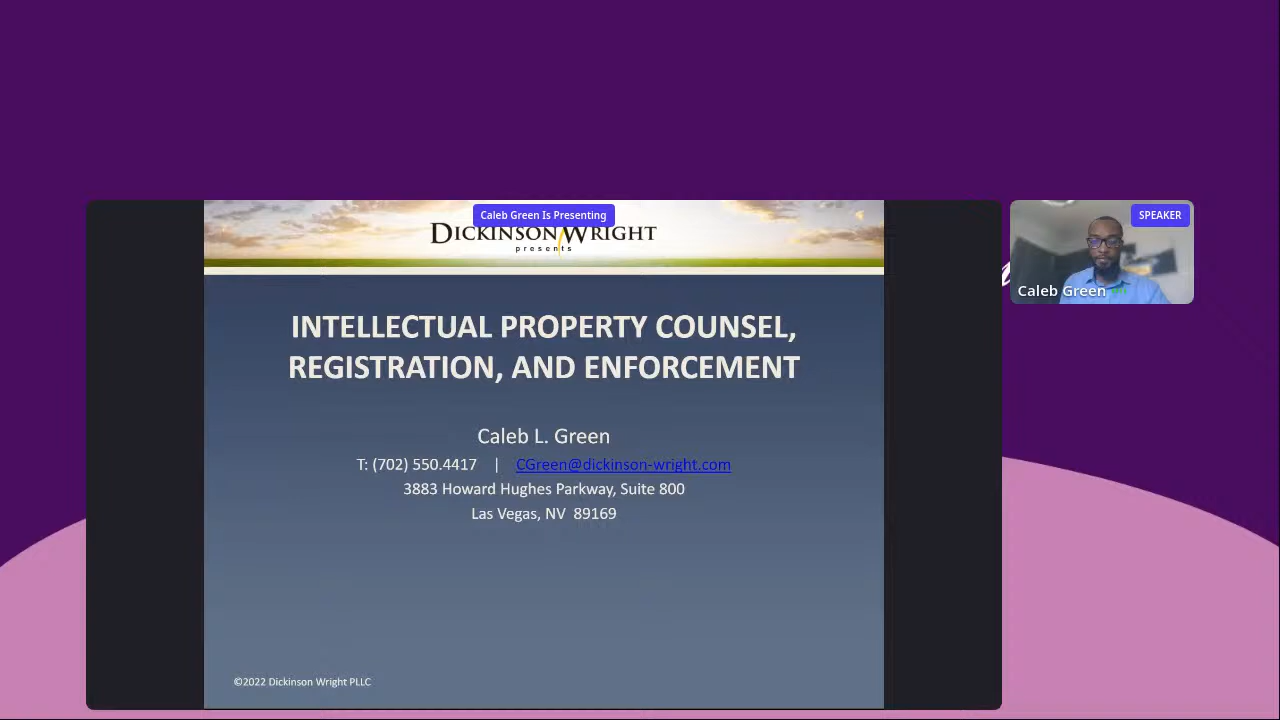 Caleb Green Is Presenting
DICKINSON WRIGHT
presents
INTELLECTUAL PROPERTY COUNSEL,
REGISTRATION, AND ENFORCEMENT
Caleb L. Green
T: (702) 550.4417 | CGreen@dickinson-wright.com
3883 Howard Hughes Parkway, Suite 800
Las Vegas, NV 89169
©2022 Dickinson Wright PLLC
SPEAKER
Caleb Green